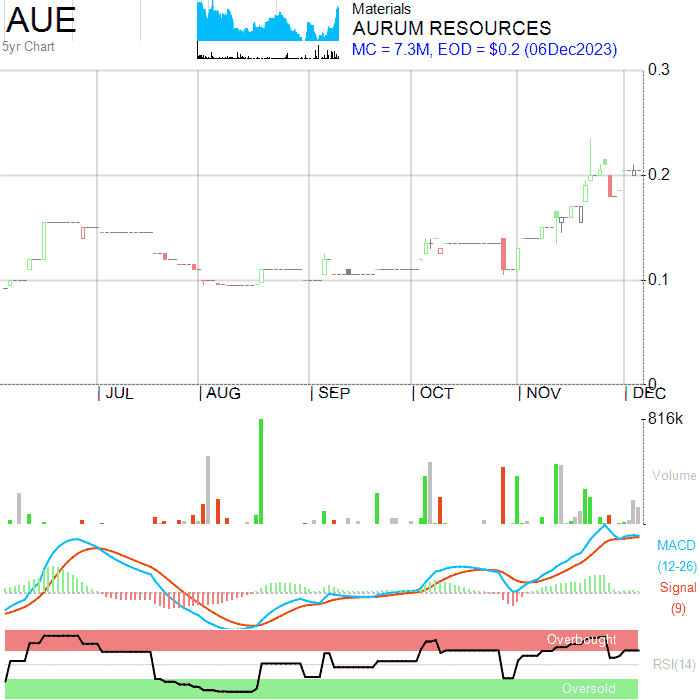 AUE
5yr Chart
Materials
AURUM RESOURCES
MC = 7.3M, EOD = $0.2 (06Dec2023)
0.3
0.2
0.1
0
JUL
AUG
SEP
OCT
NOV
DEC
816k
Volume
MACD
(12-26)
Signal
(9)
Overbought
RSI(14)
Oversold